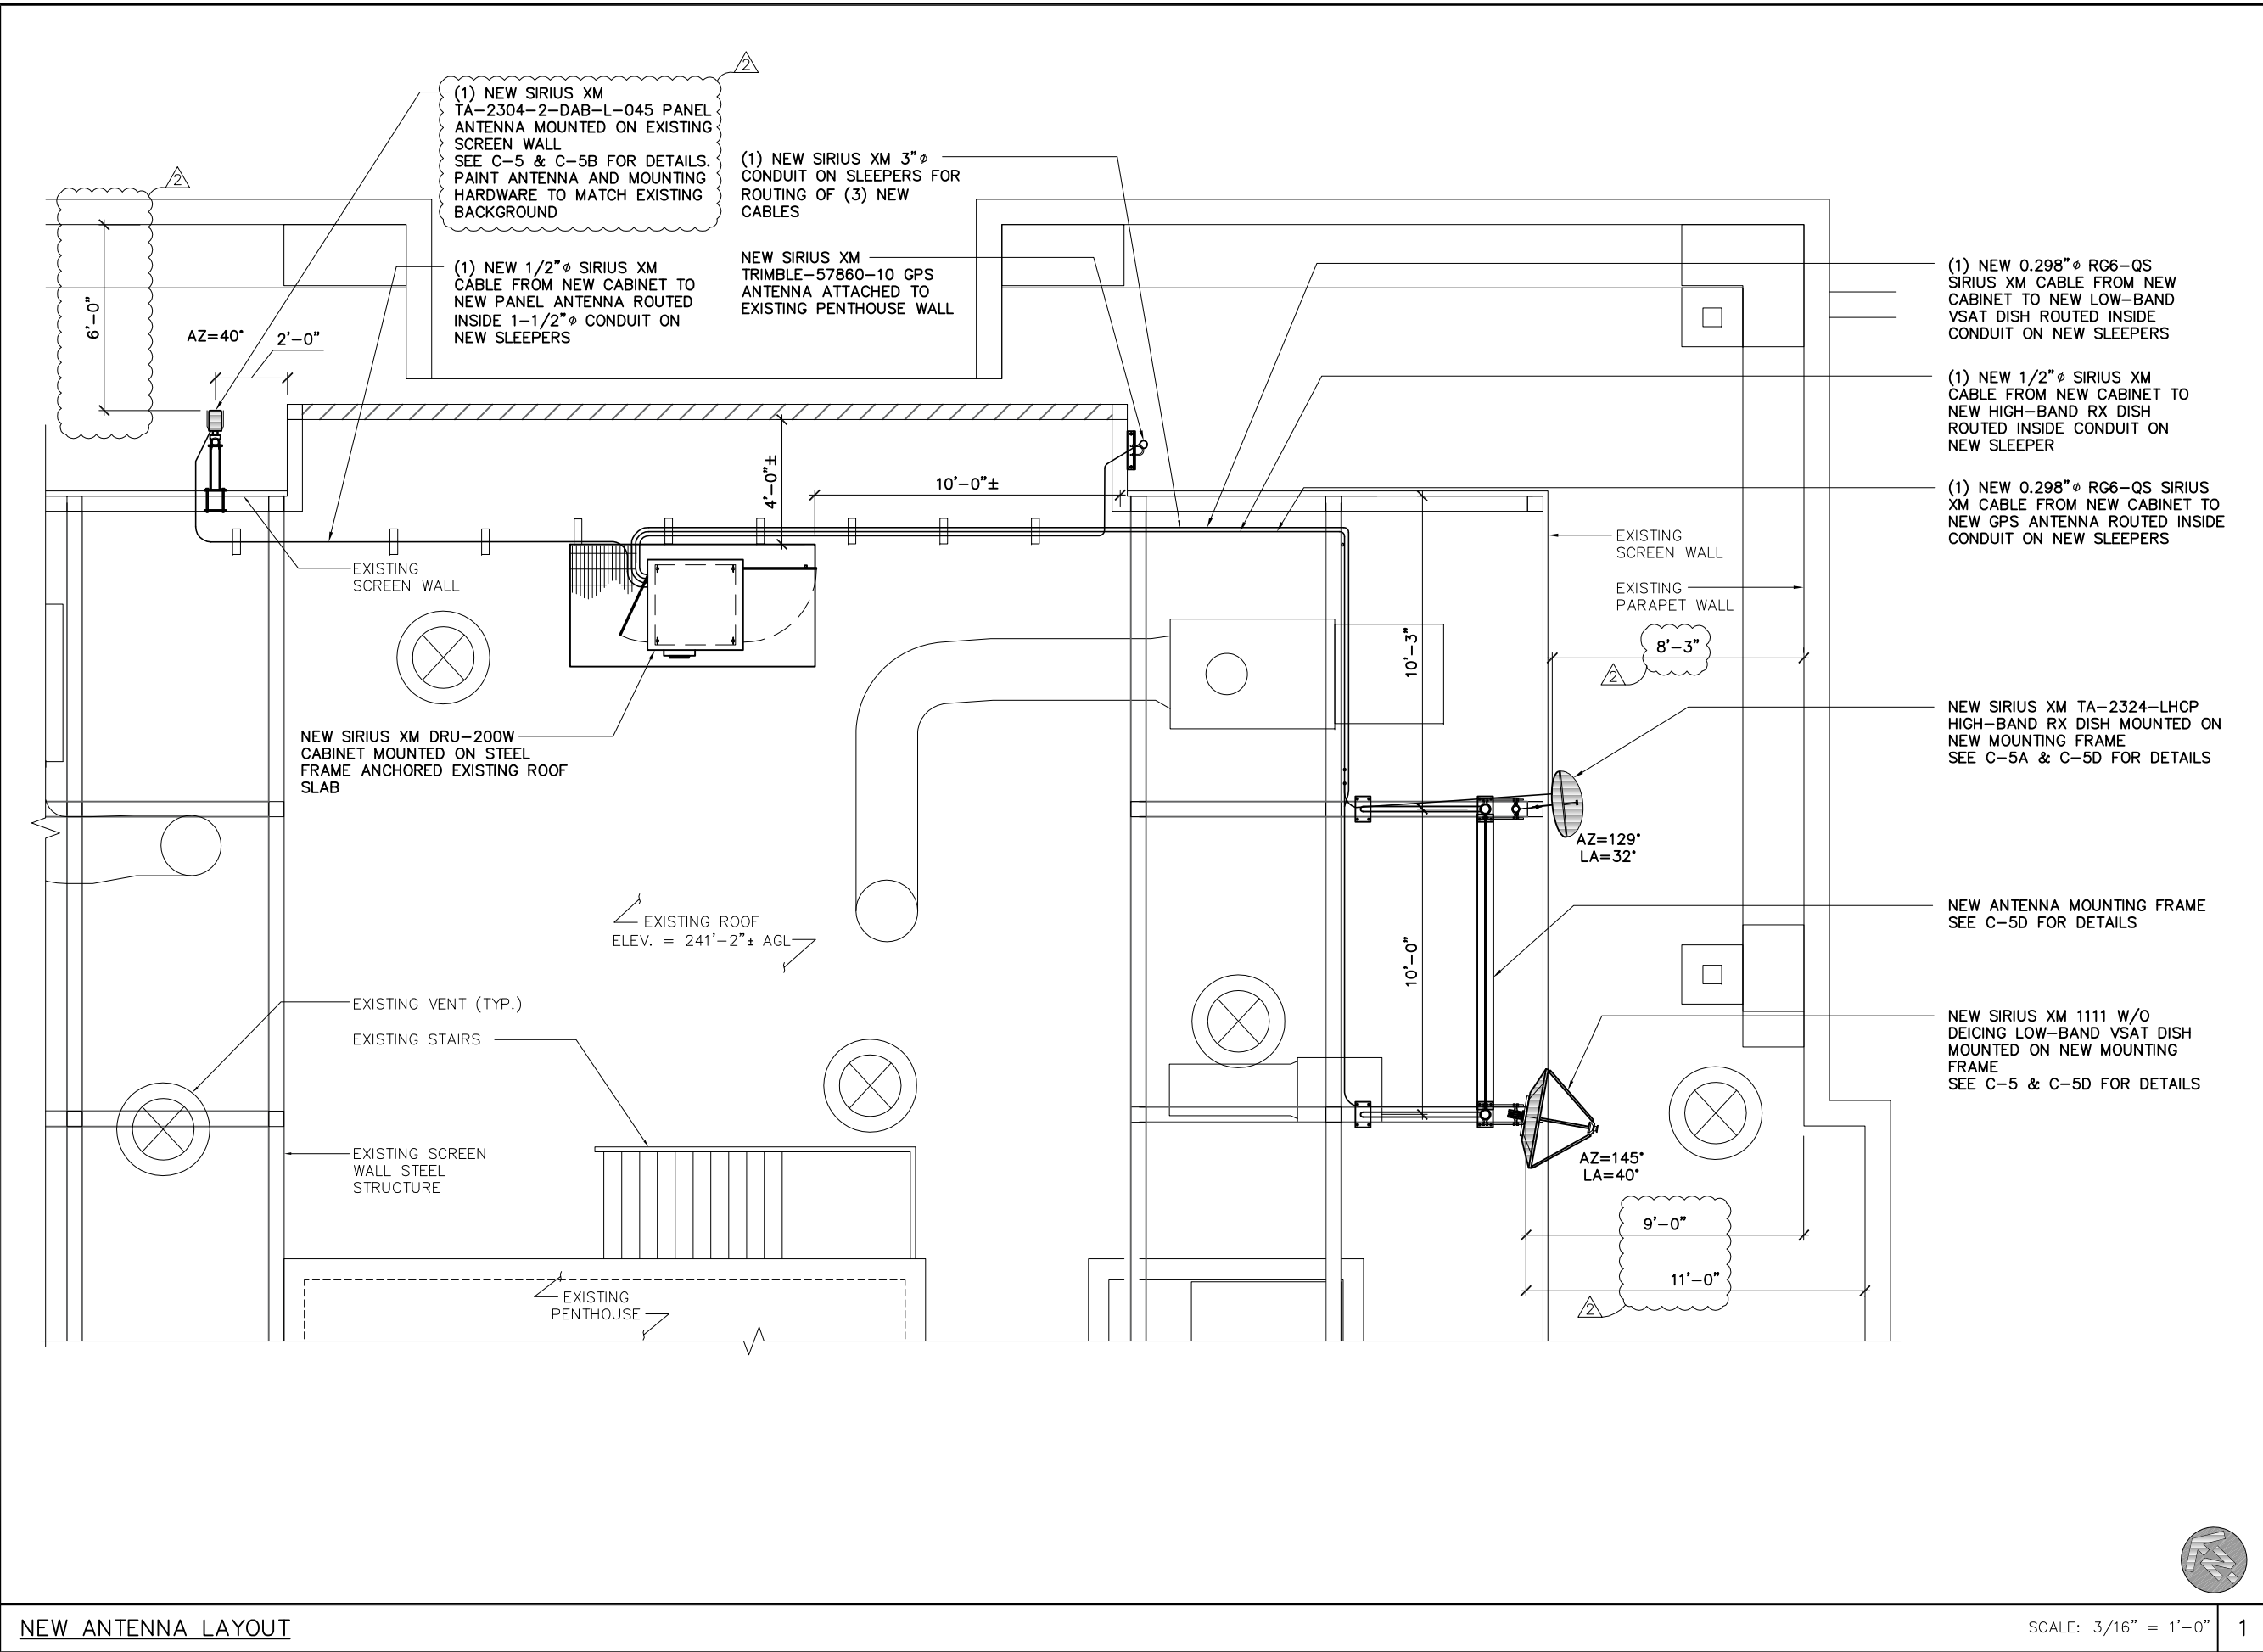 2
(1) NEW SIRIUS XM
TA-2304-2-DAB-L-045 PANEL
ANTENNA MOUNTED ON EXISTING
SCREEN WALL
SEE C-5 & C-5B FOR DETAILS.
PAINT ANTENNA AND MOUNTING
HARDWARE TO MATCH EXISTING
BACKGROUND
2
(1) NEW SIRIUS XM 3"ø
CONDUIT ON SLEEPERS FOR
ROUTING OF (3) NEW
CABLES
(1) NEW 1/2"ø SIRIUS XM
CABLE FROM NEW CABINET TO
NEW PANEL ANTENNA ROUTED
INSIDE 1-1/2"ø CONDUIT ON
NEW SLEEPERS
NEW SIRIUS XM
TRIMBLE-57860-10 GPS
ANTENNA ATTACHED TO
EXISTING PENTHOUSE WALL
(1) NEW 0.298"ø RG6-QS
SIRIUS XM CABLE FROM NEW
CABINET TO NEW LOW-BAND
VSAT DISH ROUTED INSIDE
CONDUIT ON NEW SLEEPERS
6'-0"
AZ=40°
2'-0"
(1) NEW 1/2"ø SIRIUS XM
CABLE FROM NEW CABINET TO
NEW HIGH-BAND RX DISH
ROUTED INSIDE CONDUIT ON
NEW SLEEPER
4'-0"±
10'-0"±
(1) NEW 0.298"ø RG6-QS SIRIUS
XM CABLE FROM NEW CABINET TO
NEW GPS ANTENNA ROUTED INSIDE
CONDUIT ON NEW SLEEPERS
EXISTING
SCREEN WALL
EXISTING
SCREEN WALL
EXISTING
PARAPET WALL
10'-3"
8'-3"
2
NEW SIRIUS XM DRU-200W
CABINET MOUNTED ON STEEL
FRAME ANCHORED EXISTING ROOF
SLAB
NEW SIRIUS XM TA-2324-LHCP
HIGH-BAND RX DISH MOUNTED ON
NEW MOUNTING FRAME
SEE C-5A & C-5D FOR DETAILS
AZ=129°
LA=32°
EXISTING ROOF
ELEV. = 241'-2"± AGL
10'-0"
NEW ANTENNA MOUNTING FRAME
SEE C-5D FOR DETAILS
EXISTING VENT (TYP.)
EXISTING STAIRS
NEW SIRIUS XM 1111 W/O
DEICING LOW-BAND VSAT DISH
MOUNTED ON NEW MOUNTING
FRAME
SEE C-5 & C-5D FOR DETAILS
EXISTING SCREEN
WALL STEEL
STRUCTURE
AZ=145°
LA=40°
9'-0"
11'-0"
2
EXISTING
PENTHOUSE
NEW ANTENNA LAYOUT
SCALE: 3/16" = 1'-0"
1